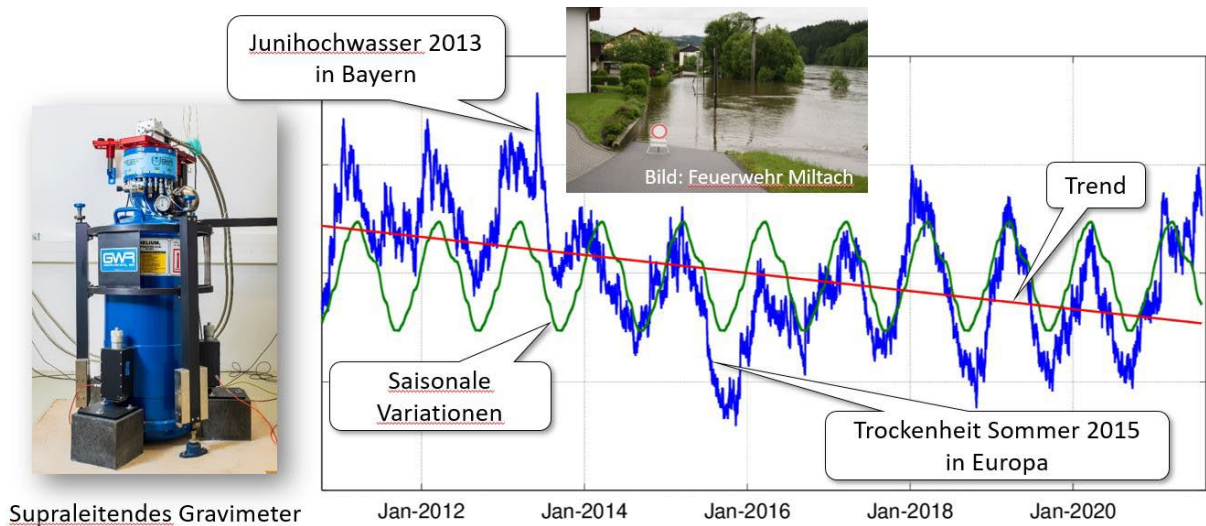 Junihochwasser 2013
in Bayern
Bild: Feuerwehr Miltach
Trend
GWR
Saisonale
Variationen
Trockenheit Sommer 2015
in Europa
Supraleitendes Gravimeter
Jan-2012
Jan-2014
Jan-2016
Jan-2018
Jan-2020